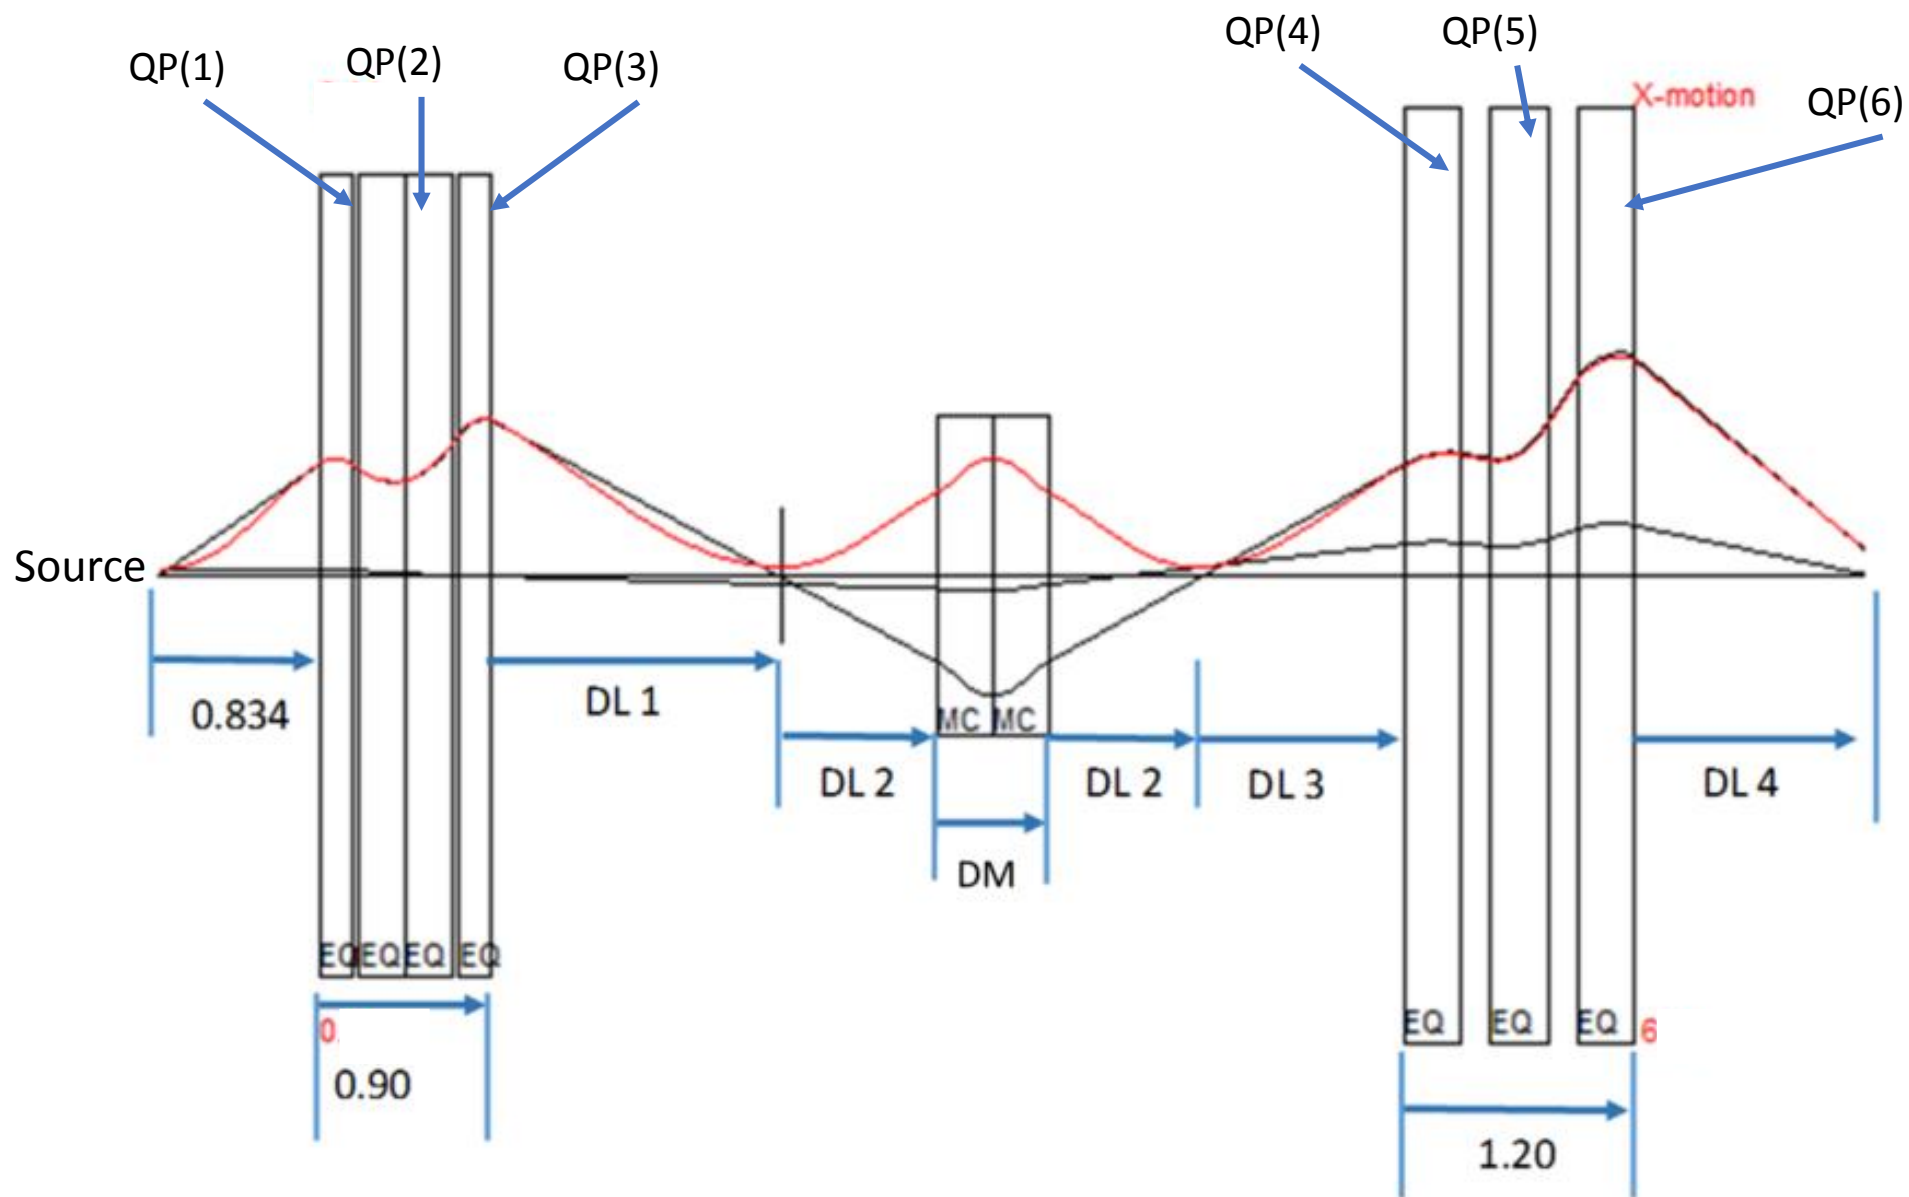 QP(1)
QP(2)
QP(3)
QP(4)
QP(5)
X-motion
QP(6)
Source
0.834
DL 1
MC MC
DL 2
DL 2
DL 3
DL 4
DM
EQ EQ EQ EQ
0.
EQ EQ EQ 6
0.90
1.20